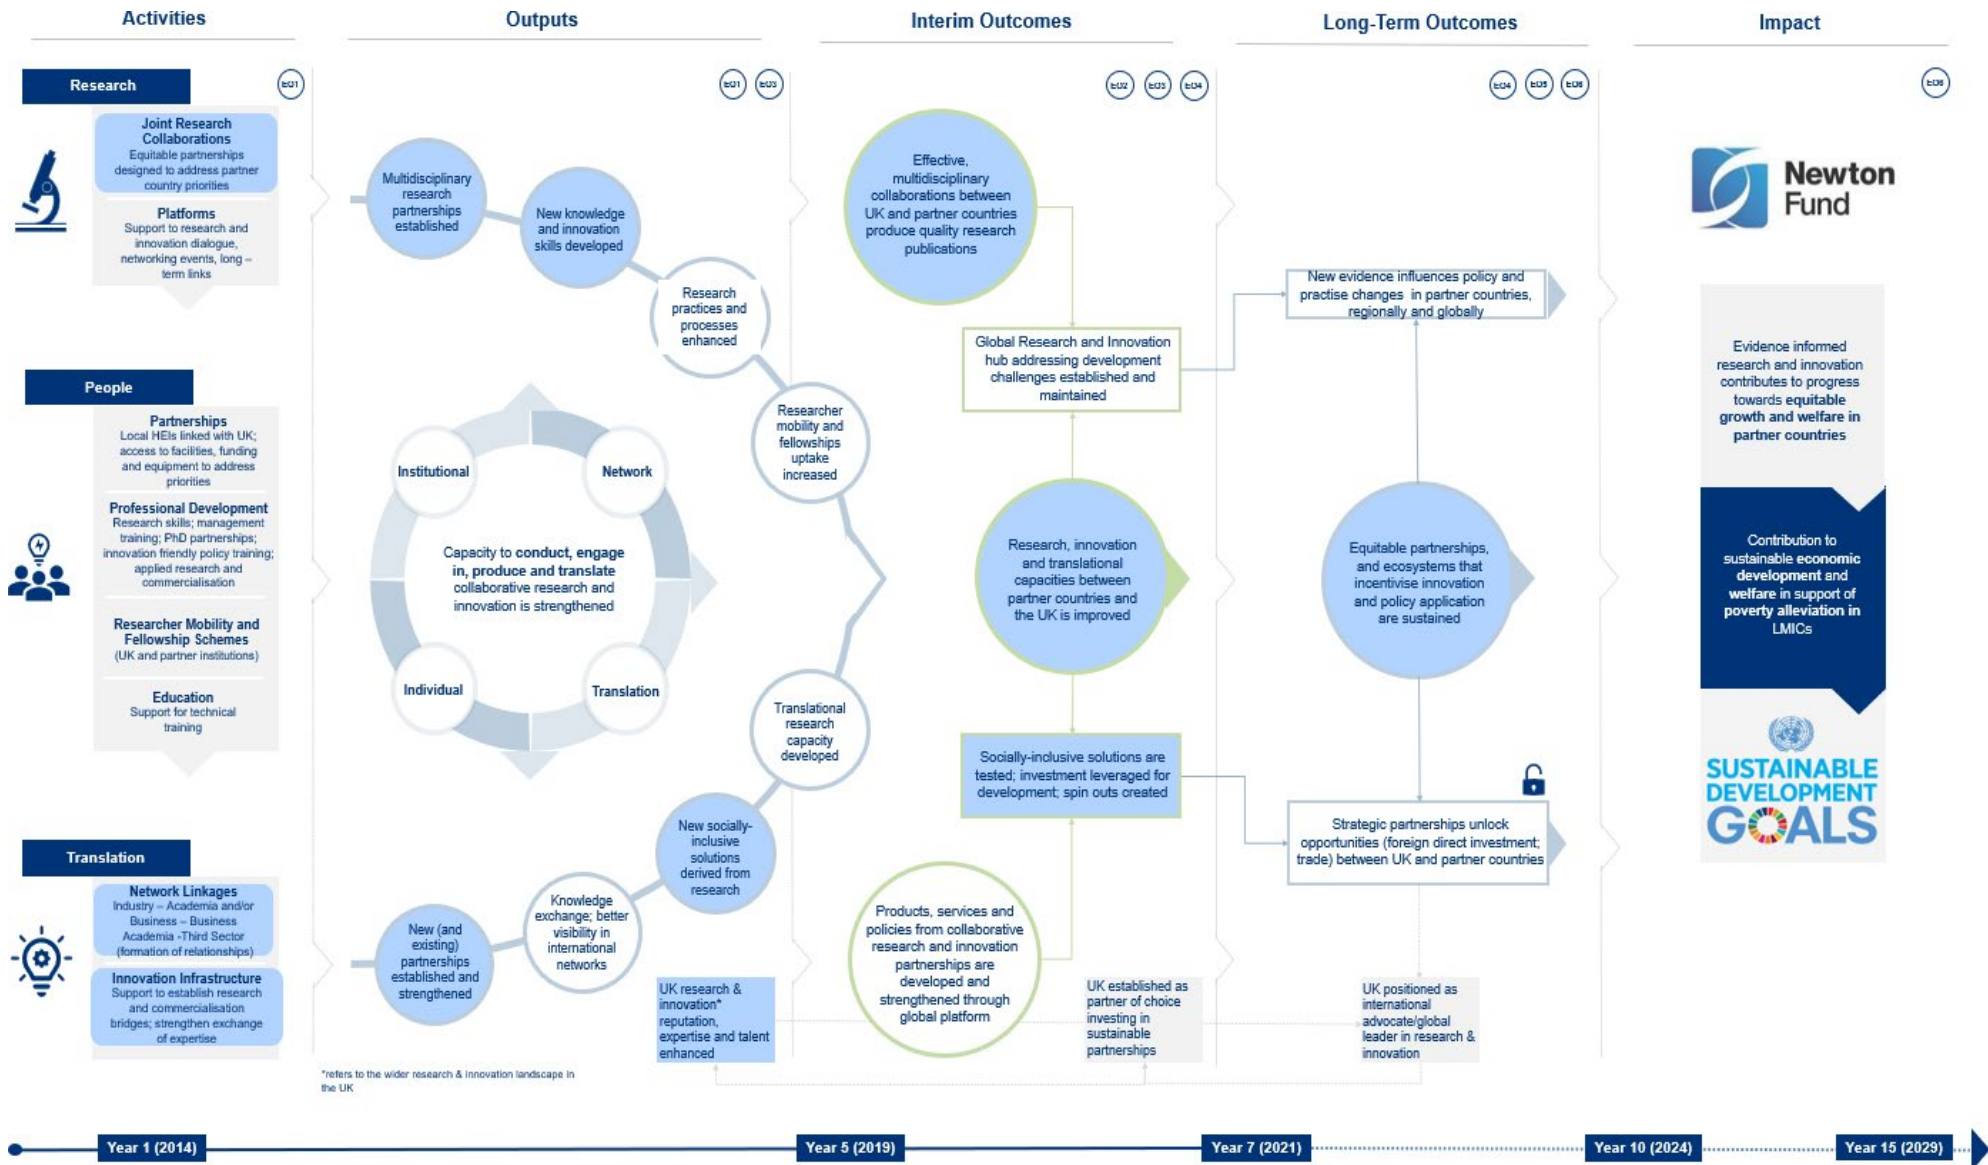 Activities
Outputs
Interim Outcomes
Long-Term Outcomes
Impact
Research
EO1
EO1
EO3
EO2
EO3
EO4
EO4
EO5
EO6
EO6
Joint Research
Collaborations
Equitable partnerships
designed to address partner
country priorities
Platforms
Support to research and
innovation dialogue,
networking events, long –
term links
People
Partnerships
Local HEIs linked with UK;
access to facilities, funding
and equipment to address
priorities
Professional Development
Research skills; management
training; PhD partnerships;
innovation friendly policy training;
applied research and
commercialisation
Researcher Mobility and
Fellowship Schemes
(UK and partner institutions)
Education
Support for technical
training
Translation
Network Linkages
Industry – Academia and/or
Business – Business
Academia -Third Sector
(formation of relationships)
Innovation Infrastructure
Support to establish research
and commercialisation
bridges; strengthen exchange
of expertise
Multidisciplinary
research
partnerships
established
New knowledge
and innovation
skills developed
Research
practices and
processes
enhanced
Researcher
mobility and
fellowships
uptake
increased
Institutional
Network
Capacity to conduct, engage
in, produce and translate
collaborative research and
innovation is strengthened
Individual
Translation
Translational
research
capacity
developed
New socially-
inclusive
solutions
derived from
research
Knowledge
exchange; better
visibility in
international
networks
New (and
existing)
partnerships
established and
strengthened
UK research &
innovation*
reputation,
expertise and talent
enhanced
*refers to the wider research & innovation landscape in
the UK
Effective,
multidisciplinary
collaborations between
UK and partner countries
produce quality research
publications
Global Research and Innovation
hub addressing development
challenges established and
maintained
Research, innovation
and translational
capacities between
partner countries and
the UK is improved
Socially-inclusive solutions are
tested; investment leveraged for
development; spin outs created
Products, services and
policies from collaborative
research and innovation
partnerships are
developed and
strengthened through
global platform
UK established as
partner of choice
investing in
sustainable
partnerships
New evidence influences policy and
practise changes in partner countries,
regionally and globally
Equitable partnerships,
and ecosystems that
incentivise innovation
and policy application
are sustained
Strategic partnerships unlock
opportunities (foreign direct investment;
trade) between UK and partner countries
UK positioned as
international
advocate/global
leader in research &
innovation
Newton
Fund
Evidence informed
research and innovation
contributes to progress
towards equitable
growth and welfare in
partner countries
Contribution to
sustainable economic
development and
welfare in support of
poverty alleviation in
LMICs
SUSTAINABLE
DEVELOPMENT
GOALS
Year 1 (2014)
Year 5 (2019)
Year 7 (2021)
Year 10 (2024)
Year 15 (2029)